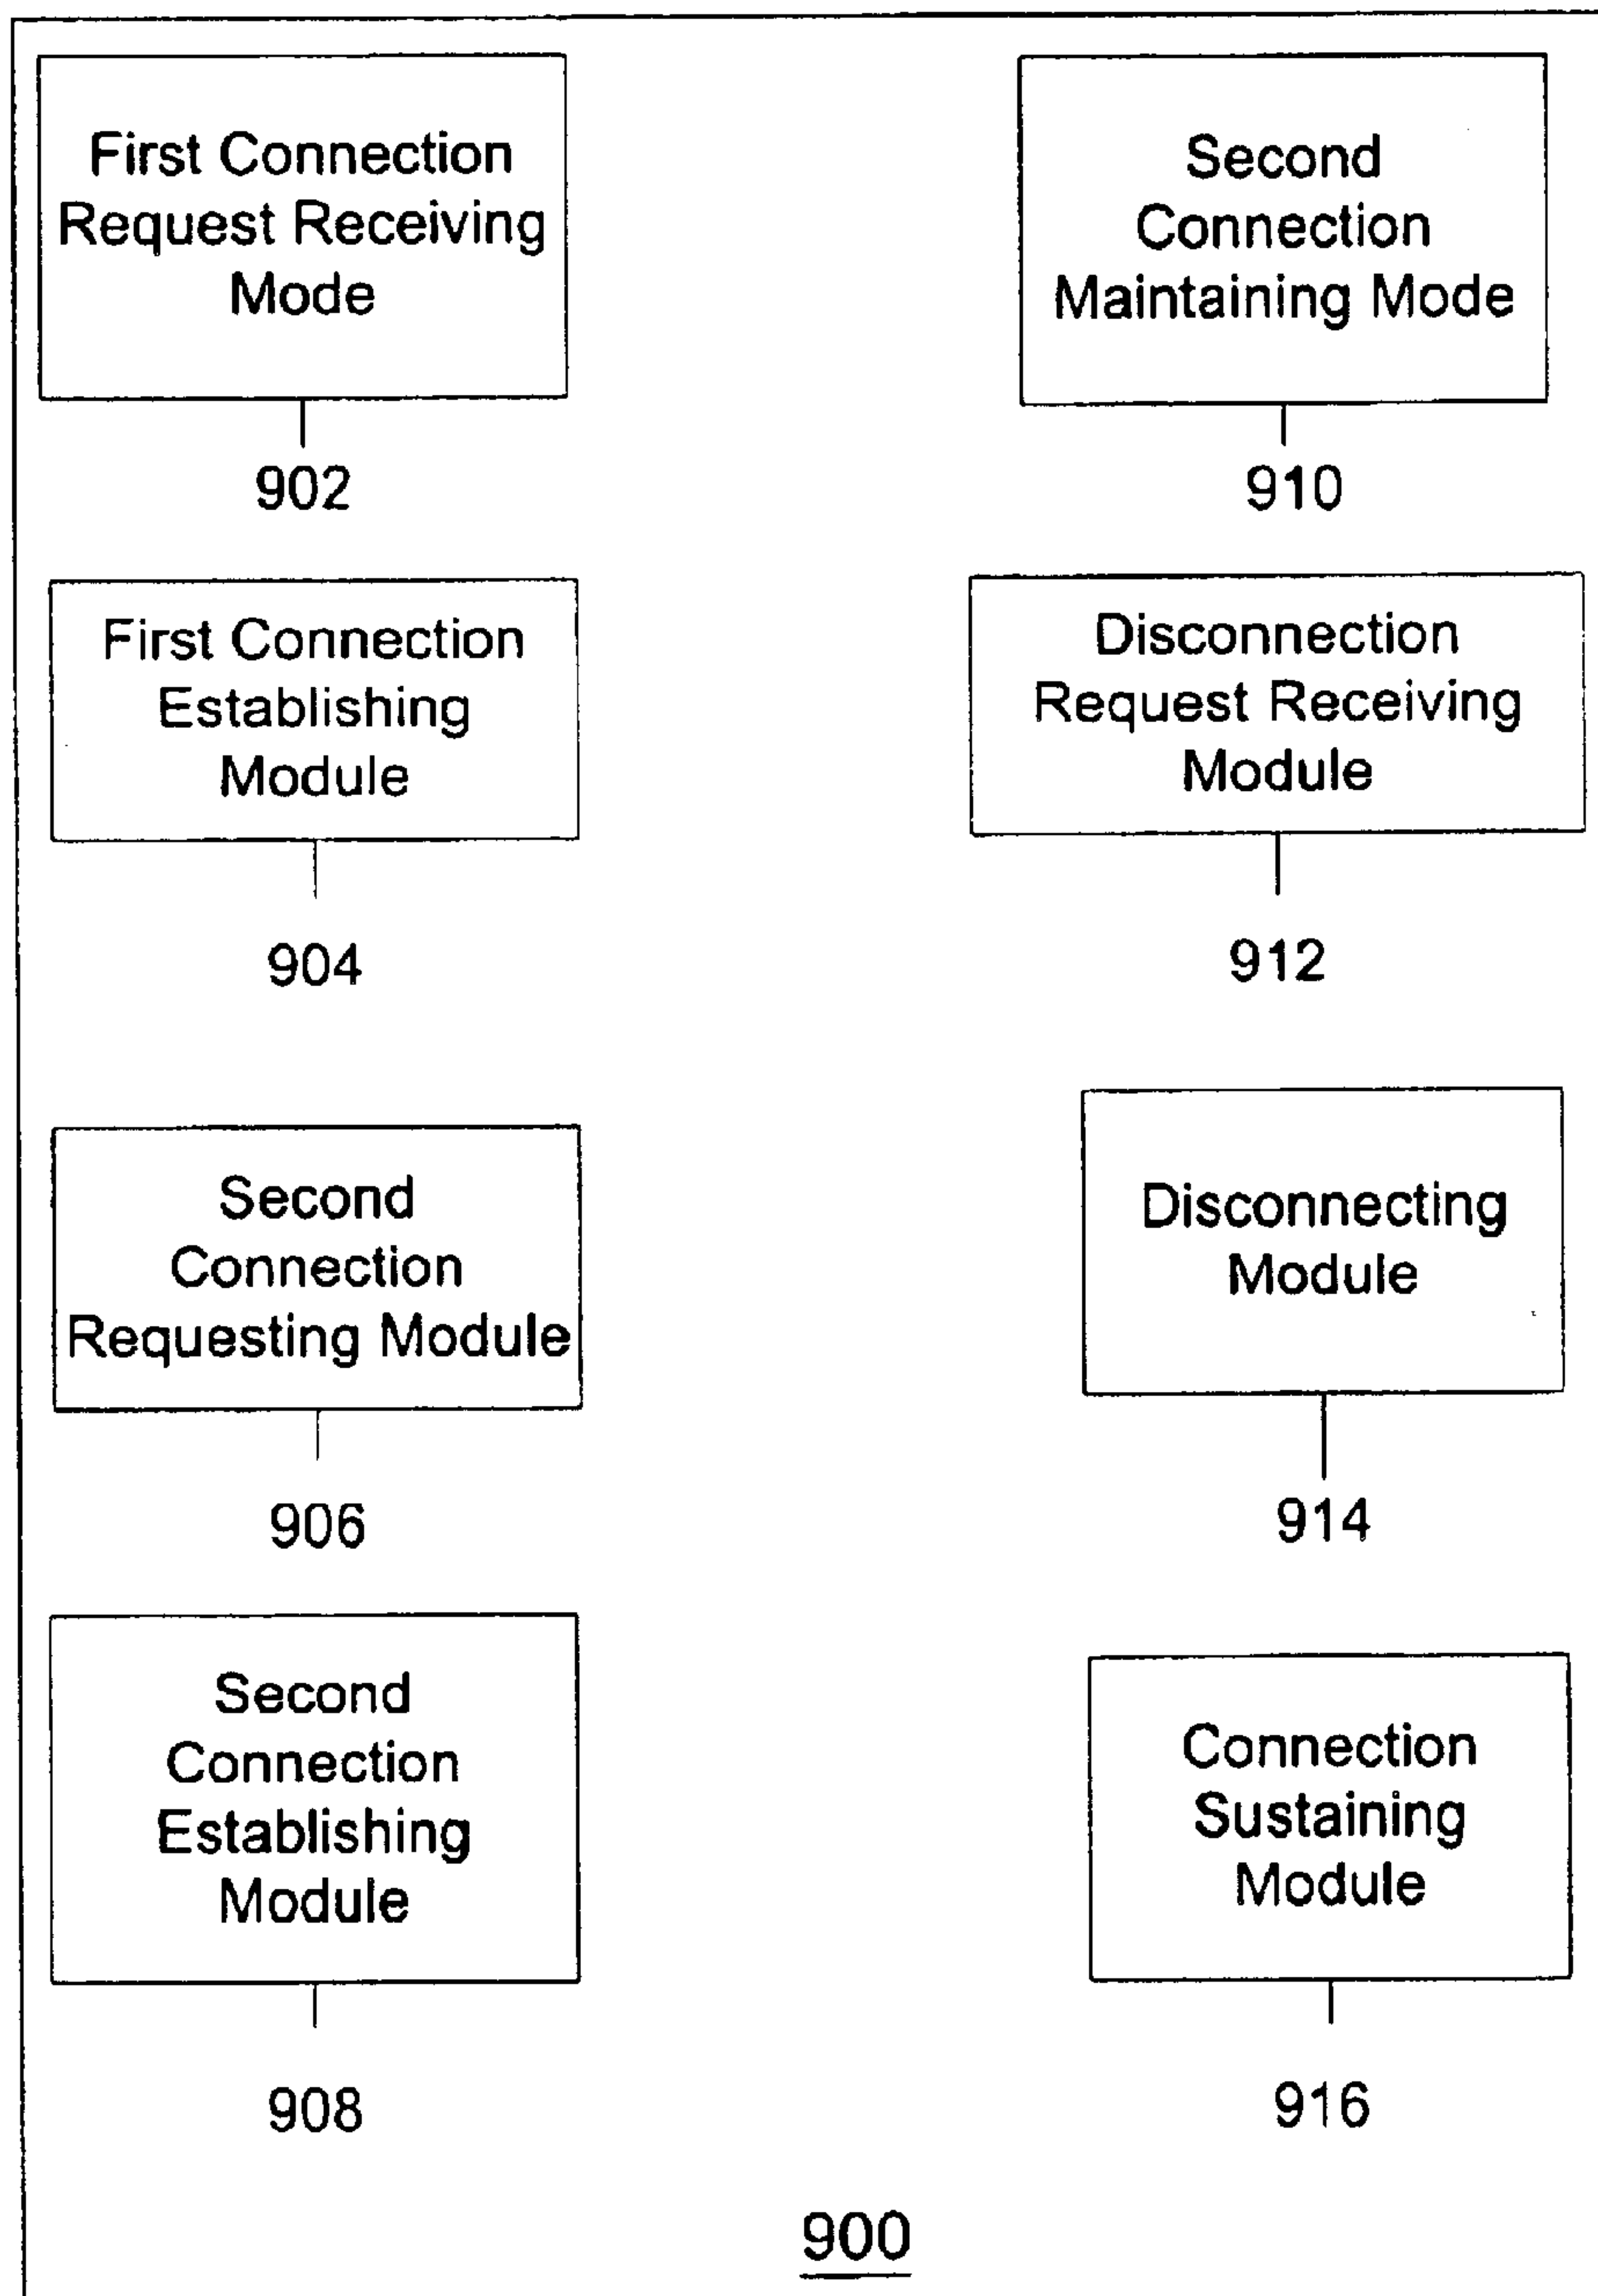 First Connection
Request Receiving
Mode
902
First Connection
Establishing
Module
904
Second
Connection
Requesting Module
906
Second
Connection
Establishing
Module
908
Second
Connection
Maintaining Mode
910
Disconnection
Request Receiving
Module
912
Disconnecting
Module
914
Connection
Sustaining
Module
916
900